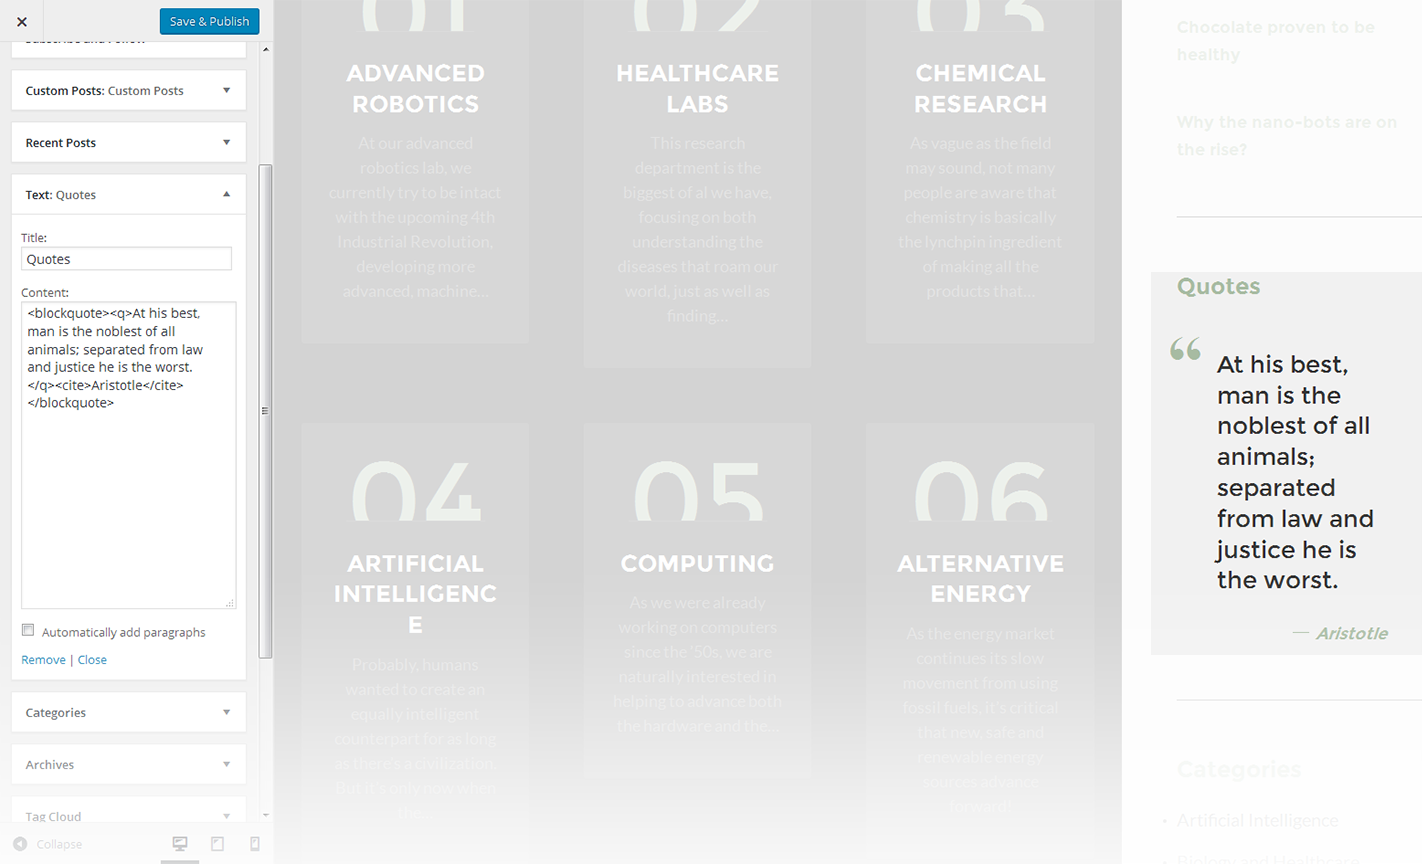 Save & Publish
Subscribe and Follow
Custom Posts: Custom Posts
Recent Posts
Text: Quotes
Title:
Quotes
Content:
<blockquote><q>At his best,
man is the noblest of all
animals; separated from law
and justice he is the worst.
</q><cite>Aristotle</cite>
</blockquote>
Automatically add paragraphs
Remove | Close
Categories
Archives
Tag Cloud
Collapse
01
ADVANCED
ROBOTICS
At our advanced
robotics lab, we
currently try to be intact
with the upcoming 4th
Industrial Revolution,
developing more
advanced, machine...
02
HEALTHCARE
LABS
This research
department is the
biggest of al we have,
focusing on both
understanding the
diseases that roam our
world, just as well as
finding...
03
CHEMICAL
RESEARCH
As vague as the field
may sound, not many
people are aware that
chemistry is basically
the lynchpin ingredient
of making all the
products that...
04
ARTIFICIAL
INTELLIGENC
E
Probably, humans
wanted to create an
equally intelligent
counterpart for as long
as there's a civilization.
But it's only now when
the...
05
COMPUTING
As we were already
working on computers
since the '50s, we are
naturally interested in
helping to advance both
the hardware and the...
06
ALTERNATIVE
ENERGY
As the energy market
continues its slow
movement from using
fossil fuels, it's critical
that new, safe and
renewable energy
sources advance
forward!...
Chocolate proven to be
healthy
Why the nano-bots are on
the rise?
Quotes
“ At his best,
man is the
noblest of all
animals;
separated
from law and
justice he is
the worst.
— Aristotle
Categories
Artificial Intelligence
Biology and Healthcare